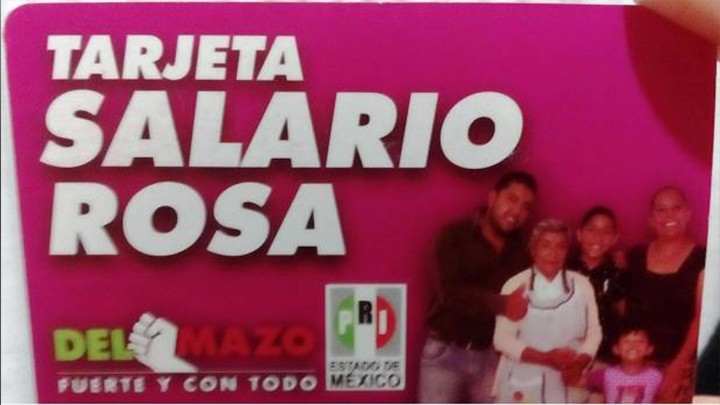 TARJETA
SALARIO
ROSA
DEL MAZO
FUERTE Y CON TODO
PRI
ESTADO DE
MÉXICO